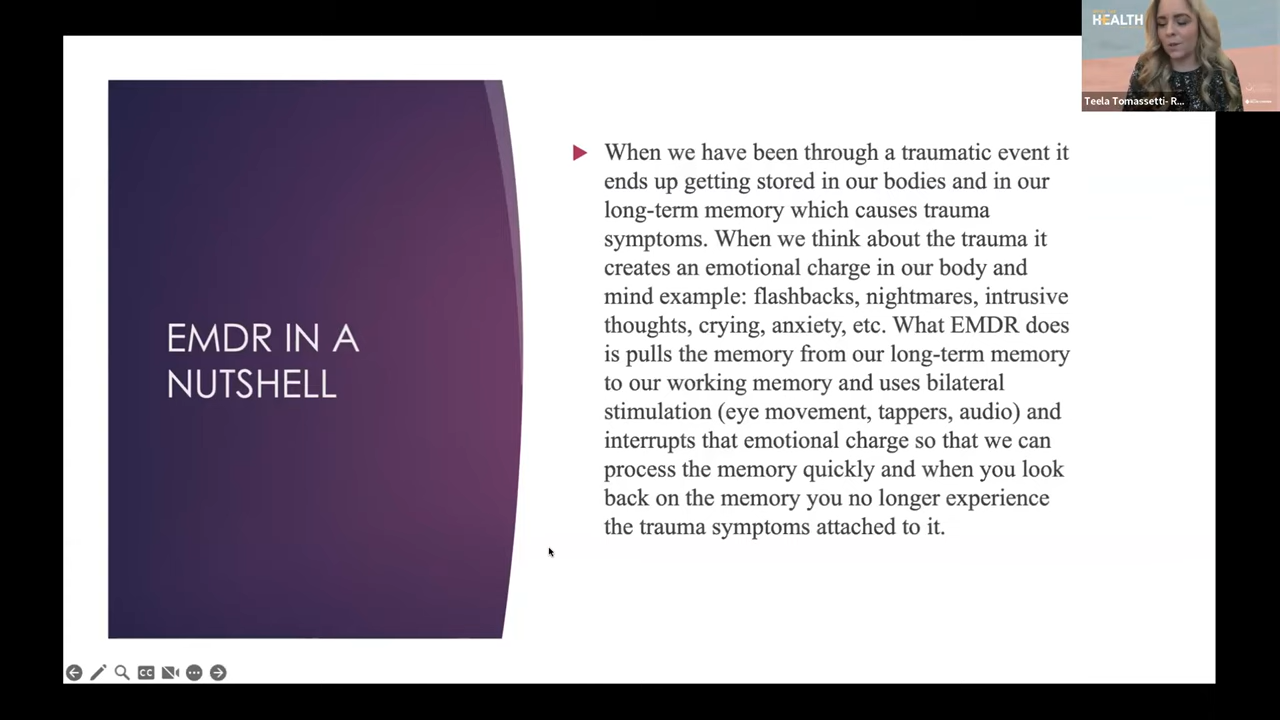 HEALTH
Teela Tomassetti- R...
EMDR IN A
NUTSHELL
When we have been through a traumatic event it
ends up getting stored in our bodies and in our
long-term memory which causes trauma
symptoms. When we think about the trauma it
creates an emotional charge in our body and
mind example: flashbacks, nightmares, intrusive
thoughts, crying, anxiety, etc. What EMDR does
is pulls the memory from our long-term memory
to our working memory and uses bilateral
stimulation (eye movement, tappers, audio) and
interrupts that emotional charge so that we can
process the memory quickly and when you look
back on the memory you no longer experience
the trauma symptoms attached to it.
CC